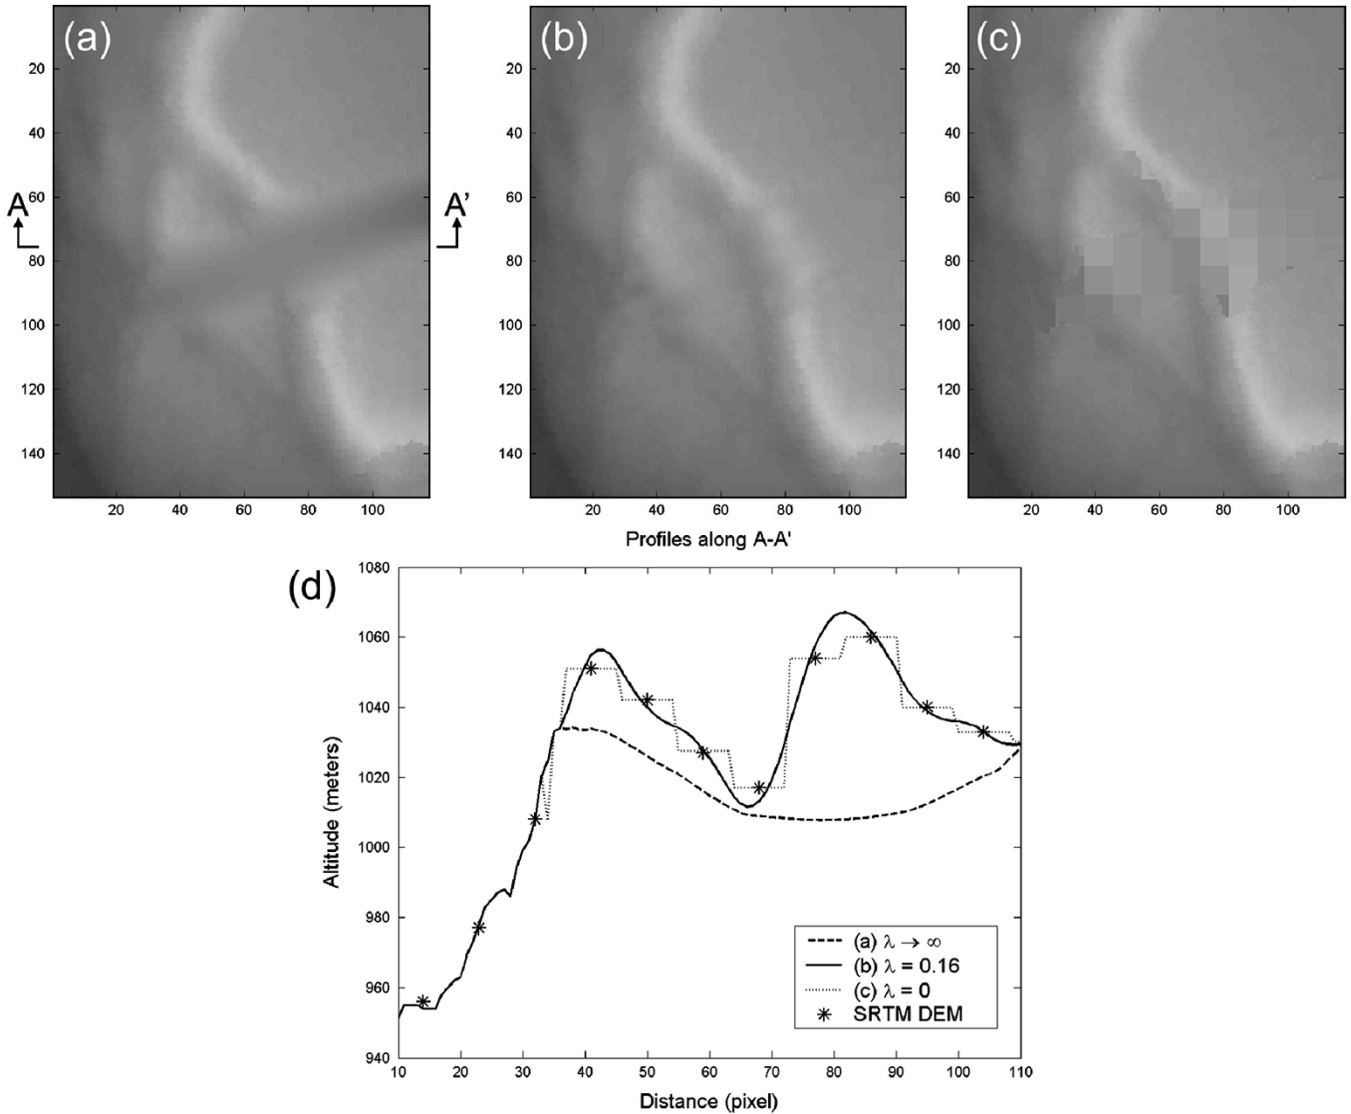 (a) (b) (c)
20 20 20
40 40 40
A 60 A' 60 60
80 80 80
100 100 100
120 120 120
140 140 140
20 40 60 80 100 20 40 60 80 100 20 40 60 80 100
Profiles along A-A'
(d)
1080
1060
1040
1020
1000
980
960
940
Altitude (meters)
(a) λ → ∞
(b) λ = 0.16
(c) λ = 0
SRTM DEM
10 20 30 40 50 60 70 80 90 100 110
Distance (pixel)